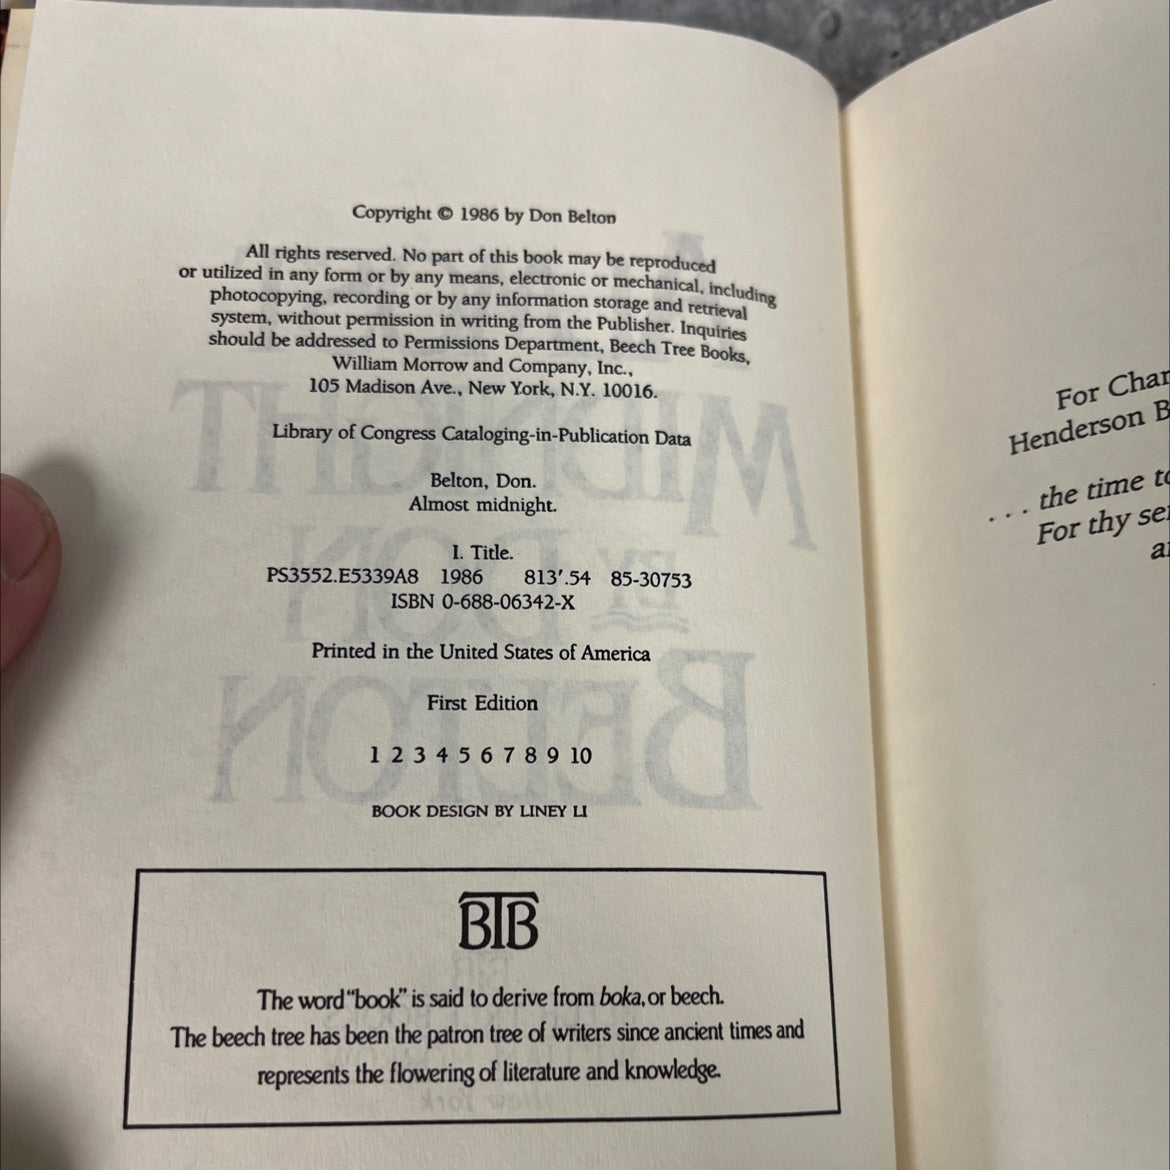 Copyright © 1986 by Don Belton
All rights reserved. No part of this book may be reproduced
or utilized in any form or by any means, electronic or mechanical, including
photocopying, recording or by any information storage and retrieval
system, without permission in writing from the Publisher. Inquiries
should be addressed to Permissions Department, Beech Tree Books,
William Morrow and Company, Inc.,
105 Madison Ave., New York, N.Y. 10016.
Library of Congress Cataloging-in-Publication Data
Belton, Don.
Almost midnight.
I. Title.
PS3552.E5339A8 1986 813'.54 85-30753
ISBN 0-688-06342-X
Printed in the United States of America
First Edition
1 2 3 4 5 6 7 8 9 10
BOOK DESIGN BY LINEY LI
BTB
The word "book" is said to derive from boka, or beech.
The beech tree has been the patron tree of writers since ancient times and
represents the flowering of literature and knowledge.
For Char
Henderson B
. . . the time to
For thy se